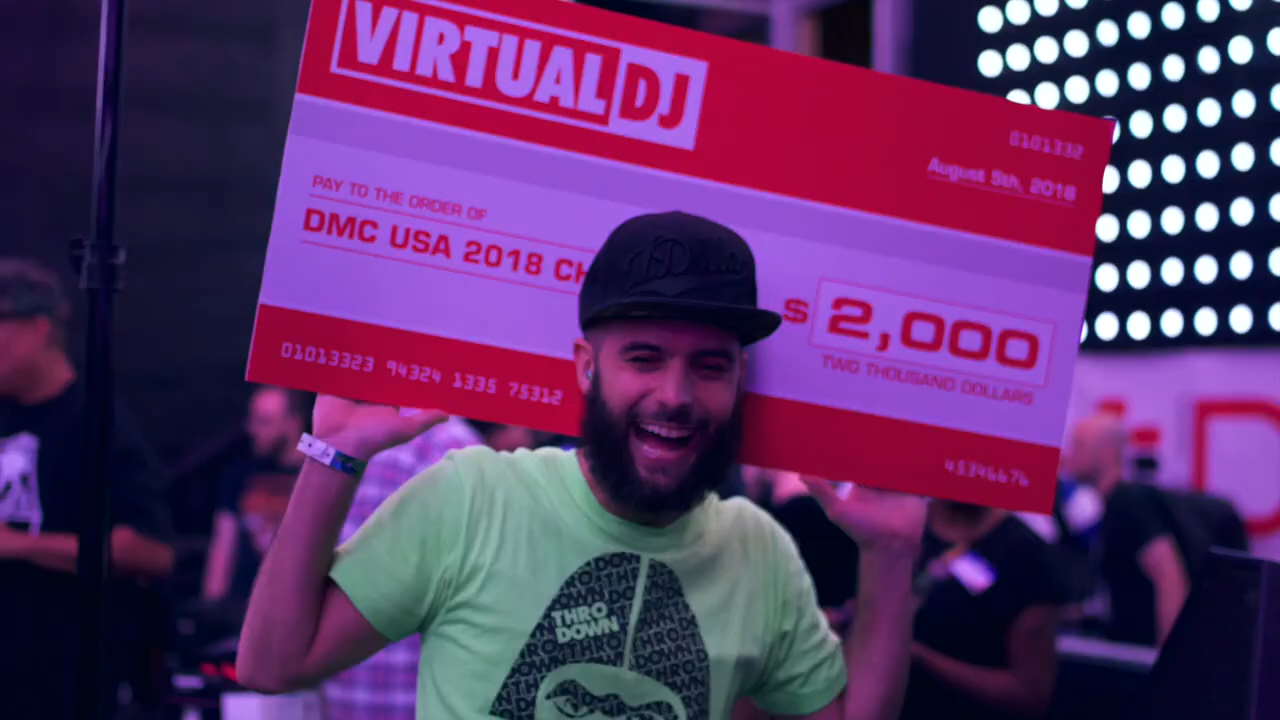 VIRTUAL DJ
0101332
August 5th, 2018
PAY TO THE ORDER OF
DMC USA 2018 CH
$ 2,000
TWO THOUSAND DOLLARS
01013323 94324 1335 75312
45346676
THRO
DOWN